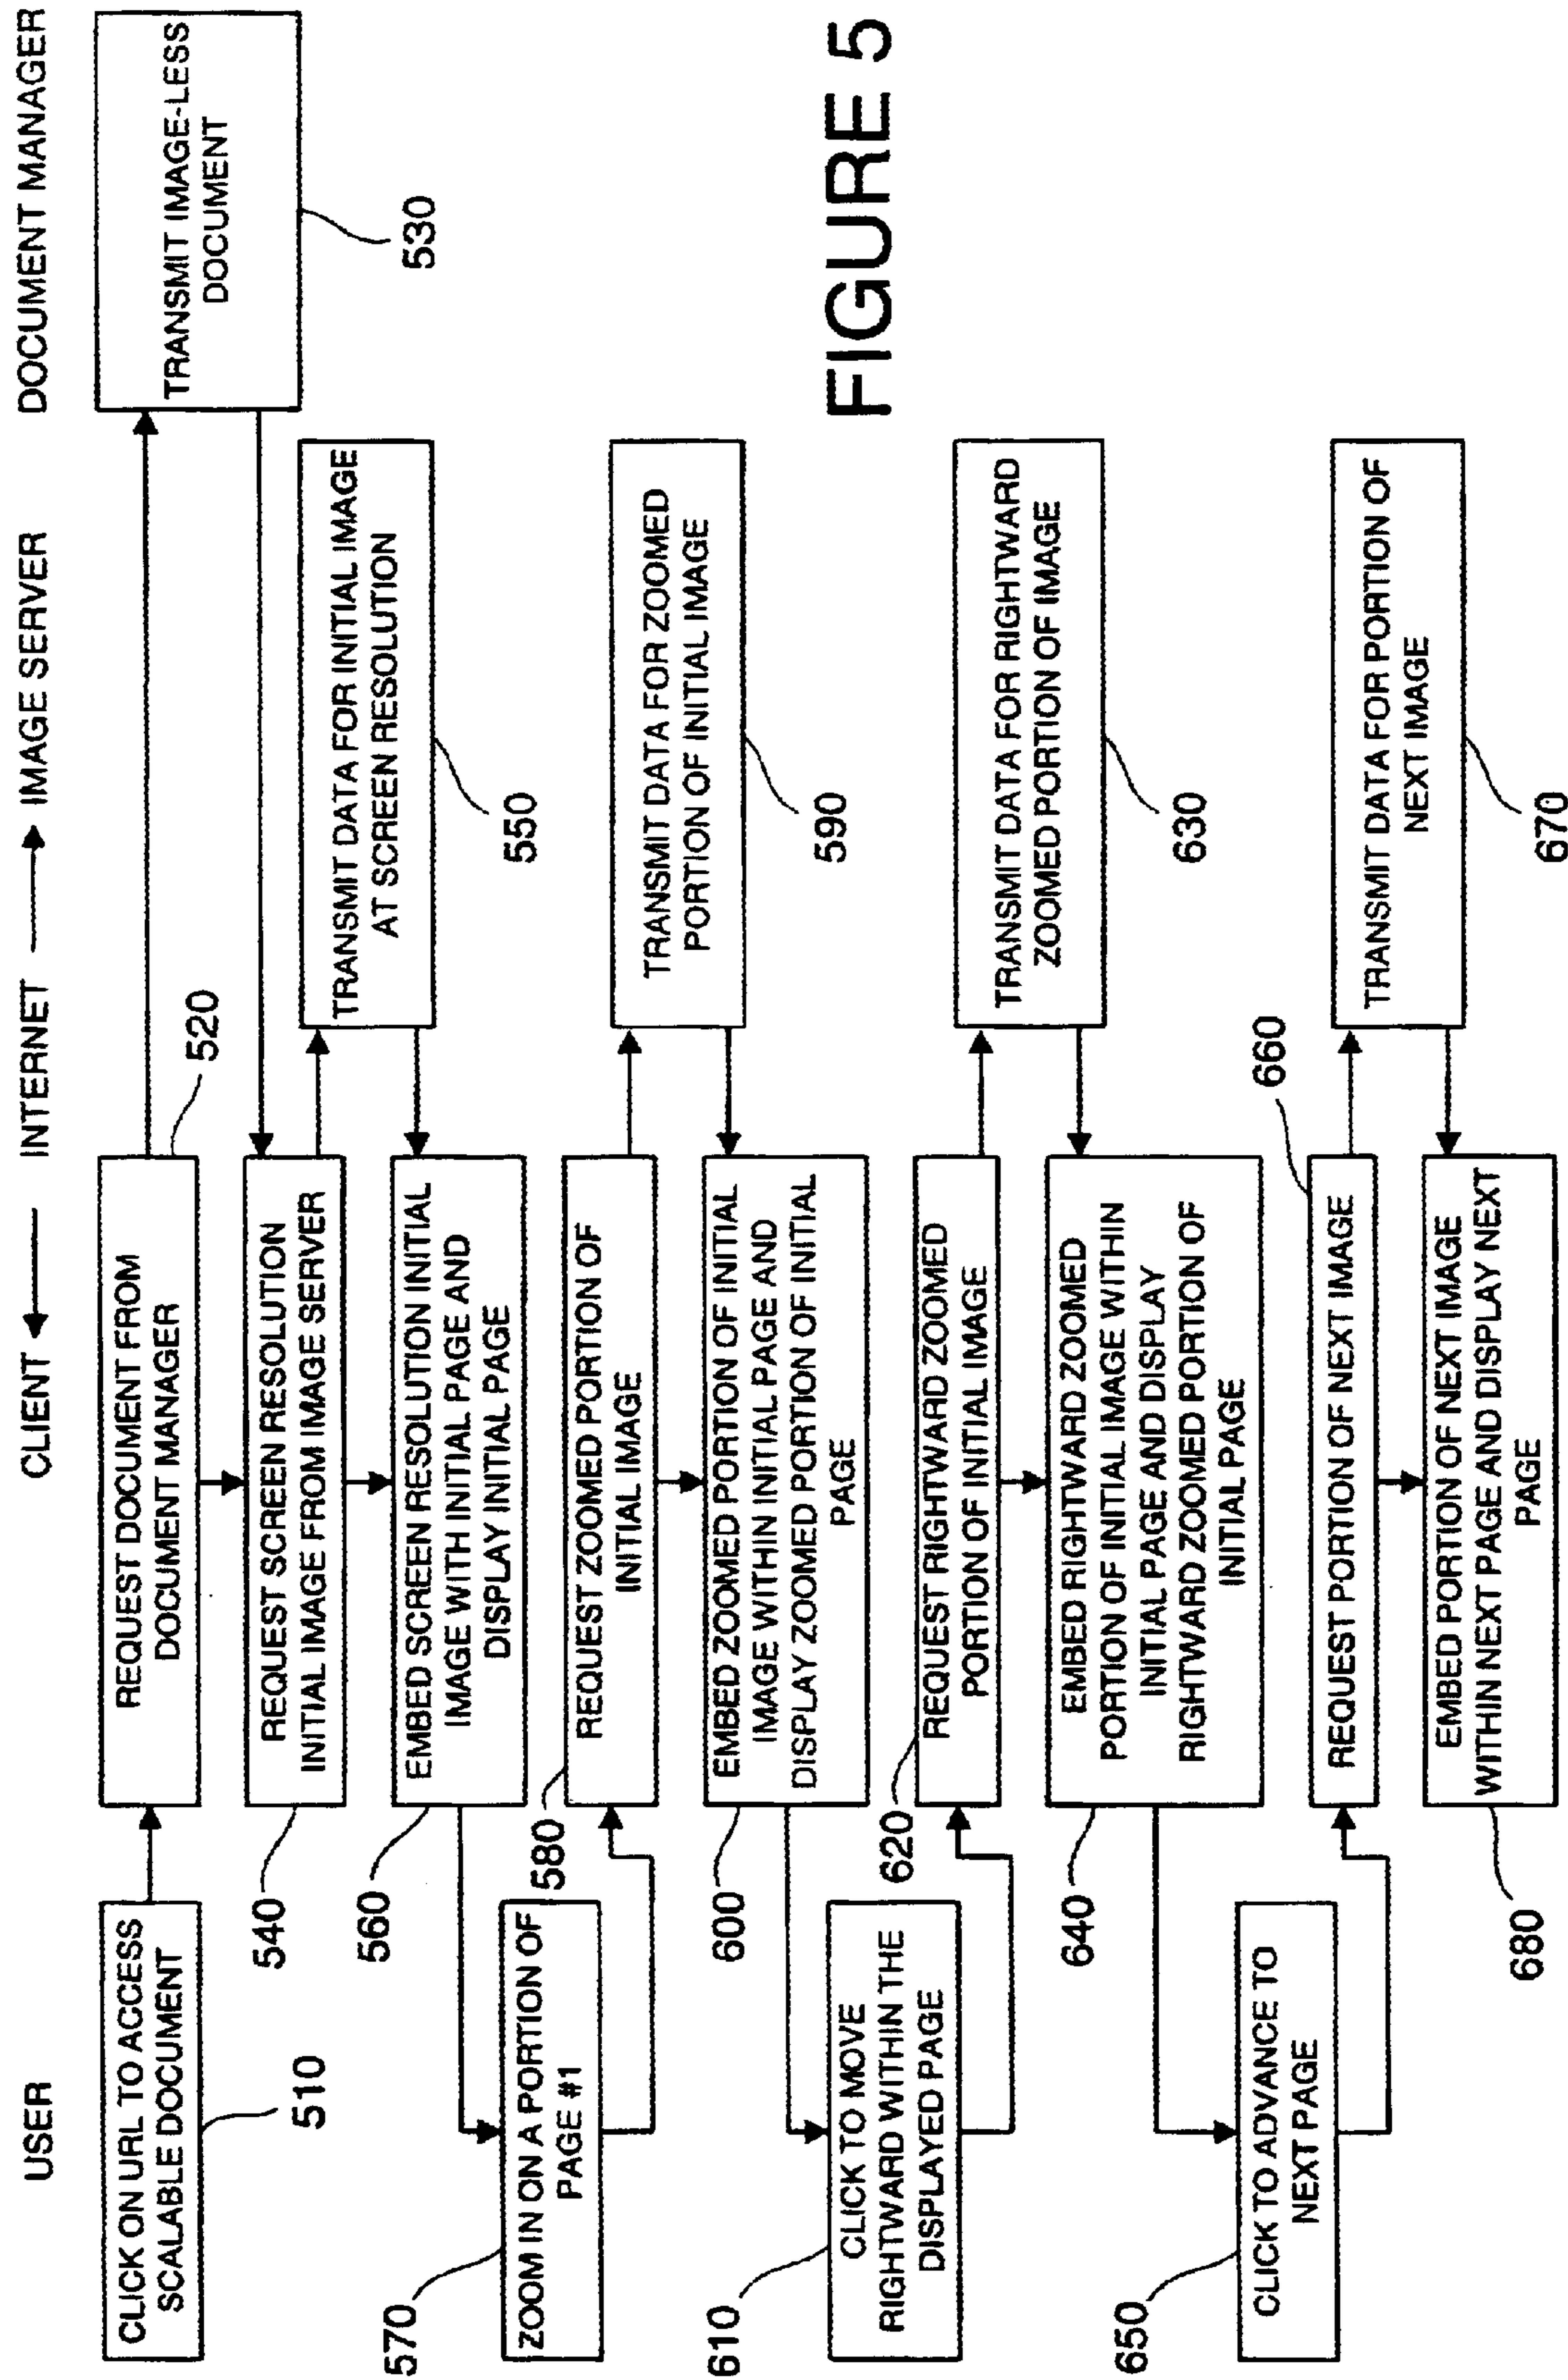 USER
CLIENT
INTERNET
IMAGE SERVER
DOCUMENT MANAGER
CLICK ON URL TO ACCESS
SCALABLE DOCUMENT
510
REQUEST DOCUMENT FROM
DOCUMENT MANAGER
520
TRANSMIT IMAGE-LESS
DOCUMENT
530
REQUEST SCREEN RESOLUTION
INITIAL IMAGE FROM IMAGE SERVER
540
TRANSMIT DATA FOR INITIAL IMAGE
AT SCREEN RESOLUTION
550
EMBED SCREEN RESOLUTION INITIAL
IMAGE WITH INITIAL PAGE AND
DISPLAY INITIAL PAGE
560
ZOOM IN ON A PORTION OF
PAGE #1
570
REQUEST ZOOMED PORTION OF
INITIAL IMAGE
580
TRANSMIT DATA FOR ZOOMED
PORTION OF INITIAL IMAGE
590
EMBED ZOOMED PORTION OF INITIAL
IMAGE WITHIN INITIAL PAGE AND
DISPLAY ZOOMED PORTION OF INITIAL
PAGE
600
CLICK TO MOVE
RIGHTWARD WITHIN THE
DISPLAYED PAGE
610
REQUEST RIGHTWARD ZOOMED
PORTION OF INITIAL IMAGE
620
TRANSMIT DATA FOR RIGHTWARD
ZOOMED PORTION OF IMAGE
630
EMBED RIGHTWARD ZOOMED
PORTION OF INITIAL IMAGE WITHIN
INITIAL PAGE AND DISPLAY
RIGHTWARD ZOOMED PORTION OF
INITIAL PAGE
640
CLICK TO ADVANCE TO
NEXT PAGE
650
REQUEST PORTION OF NEXT IMAGE
660
TRANSMIT DATA FOR PORTION OF
NEXT IMAGE
670
EMBED PORTION OF NEXT IMAGE
WITHIN NEXT PAGE AND DISPLAY NEXT
PAGE
680
FIGURE 5